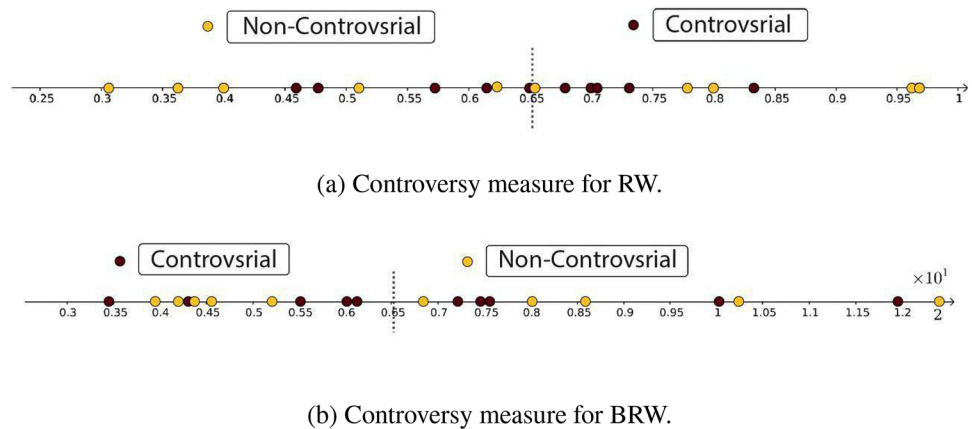 Non-Controvsrial Controvsrial
0.25 0.3 0.35 0.4 0.45 0.5 0.55 0.6 0.65 0.7 0.75 0.8 0.85 0.9 0.95 1
(a) Controversy measure for RW.
Controvsrial Non-Controvsrial
×10¹
0.3 0.35 0.4 0.45 0.5 0.55 0.6 0.65 0.7 0.75 0.8 0.85 0.9 0.95 1 1.05 1.1 1.15 1.2 2
(b) Controversy measure for BRW.